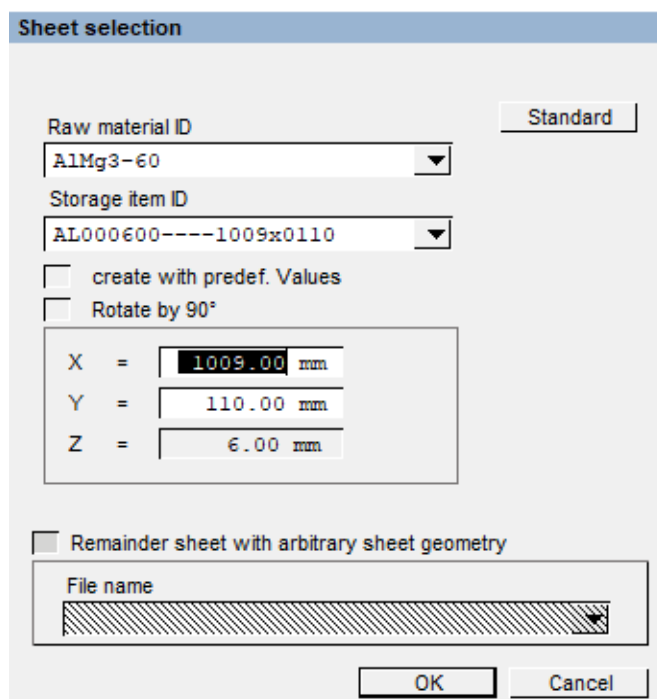 Sheet selection
Standard
Raw material ID
AlMg3-60
Storage item ID
AL000600----1009x0110
create with predef. Values
Rotate by 90°
X = 1009.00 mm
Y = 110.00 mm
Z = 6.00 mm
Remainder sheet with arbitrary sheet geometry
File name
OK Cancel